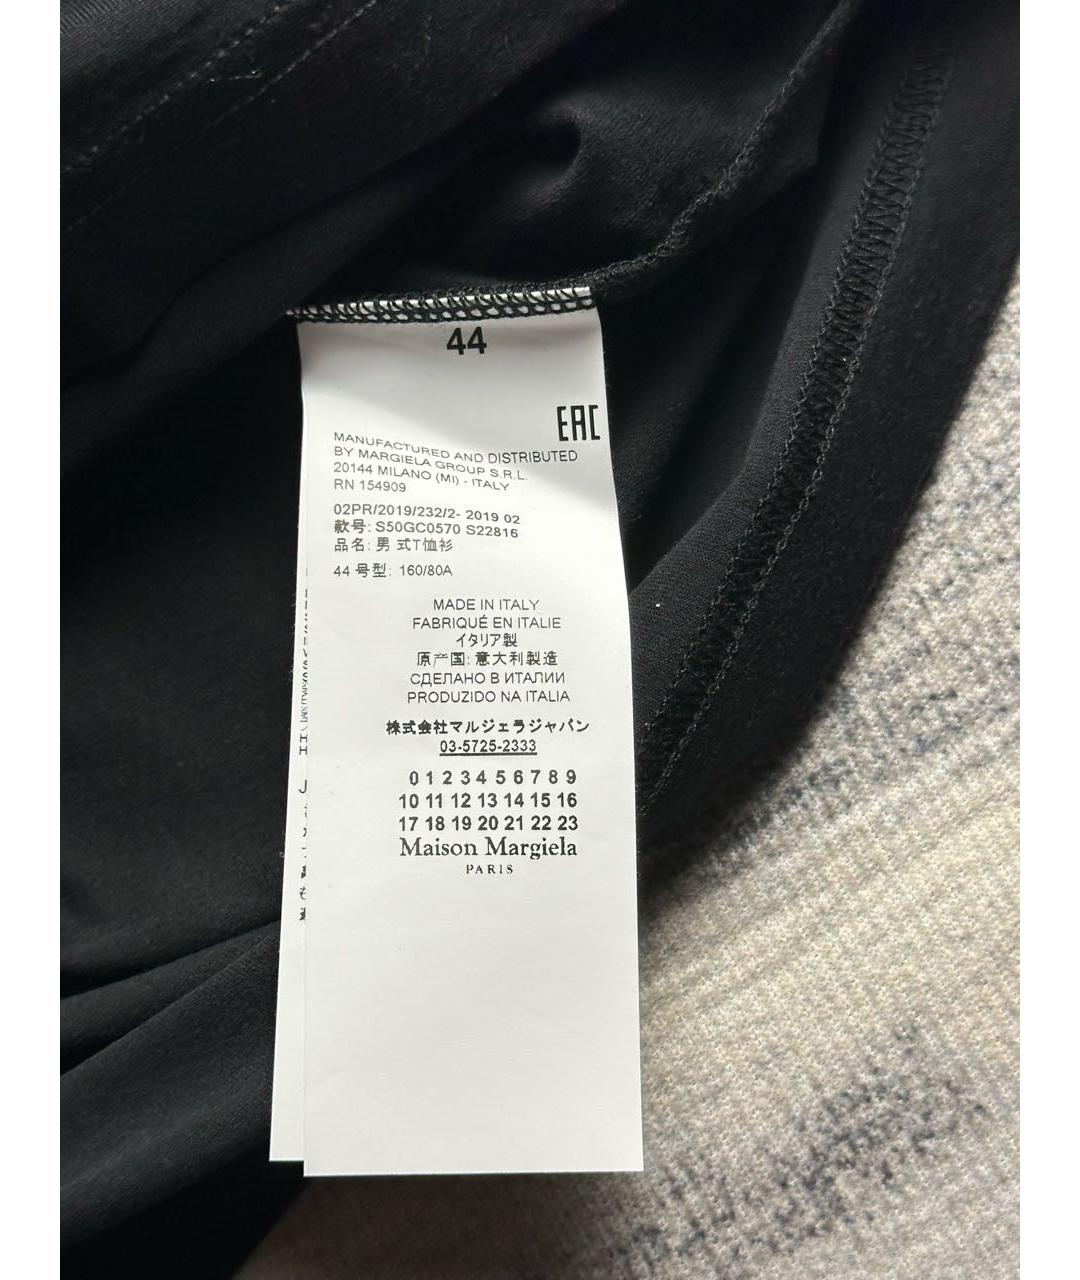 44
EAC
MANUFACTURED AND DISTRIBUTED
BY MARGIELA GROUP S.R.L.
20144 MILANO (MI) - ITALY
RN 154909
02PR/2019/232/2- 2019 02
款号: S50GC0570 S22816
品名: 男 式T恤衫
44 号型: 160/80A
MADE IN ITALY
FABRIQUÉ EN ITALIE
イタリア製
原产国: 意大利製造
СДЕЛАНО В ИТАЛИИ
PRODUZIDO NA ITALIA
株式会社マルジェラジャパン
03-5725-2333
0 1 2 3 4 5 6 7 8 9
10 11 12 13 14 15 16
17 18 19 20 21 22 23
Maison Margiela
PARIS